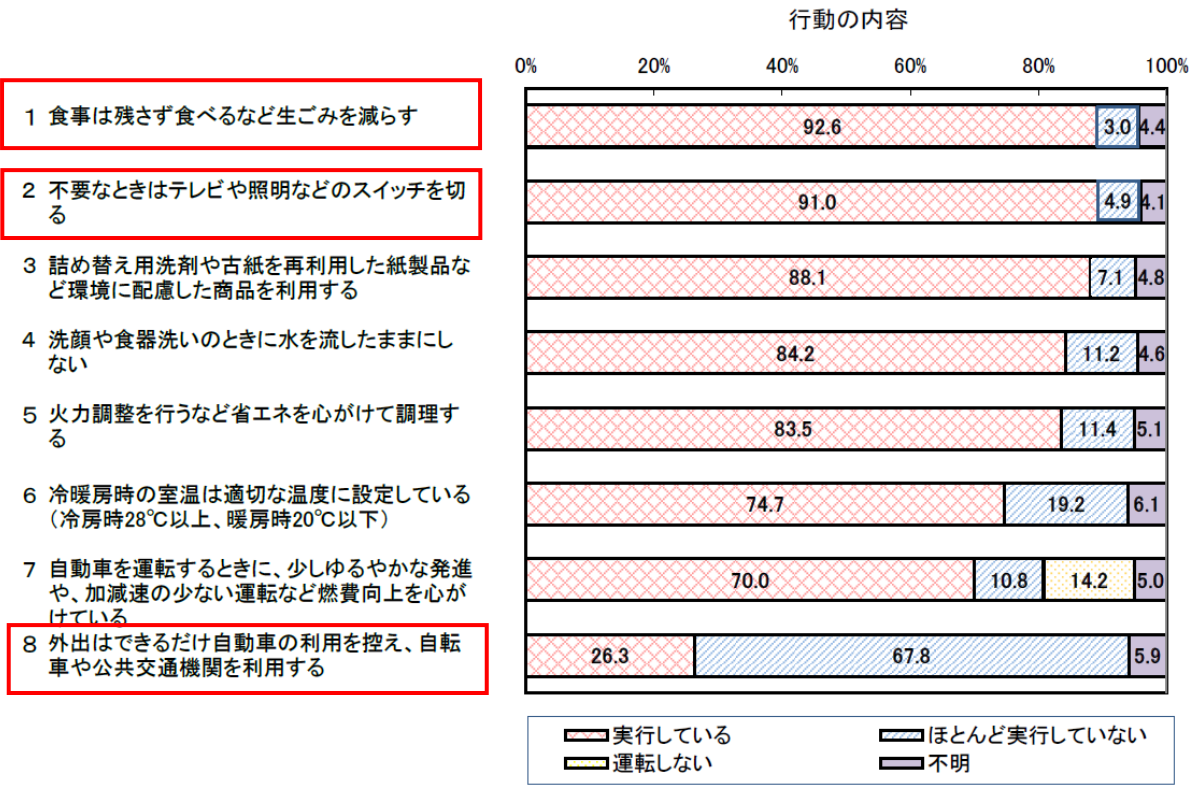 行動の内容
0% 20% 40% 60% 80% 100%
1 食事は残さず食べるなど生ごみを減らす
92.6 3.0 4.4
2 不要なときはテレビや照明などのスイッチを切
る
91.0 4.9 4.1
3 詰め替え用洗剤や古紙を再利用した紙製品な
ど環境に配慮した商品を利用する
88.1 7.1 4.8
4 洗顔や食器洗いのときに水を流したままにし
ない
84.2 11.2 4.6
5 火力調整を行うなど省エネを心がけて調理す
る
83.5 11.4 5.1
6 冷暖房時の室温は適切な温度に設定している
(冷房時28℃以上、暖房時20℃以下)
74.7 19.2 6.1
7 自動車を運転するときに、少しゆるやかな発進
や、加減速の少ない運転など燃費向上を心が
けている
70.0 10.8 14.2 5.0
8 外出はできるだけ自動車の利用を控え、自転
車や公共交通機関を利用する
26.3 67.8 5.9
実行している ほとんど実行していない
運転しない 不明